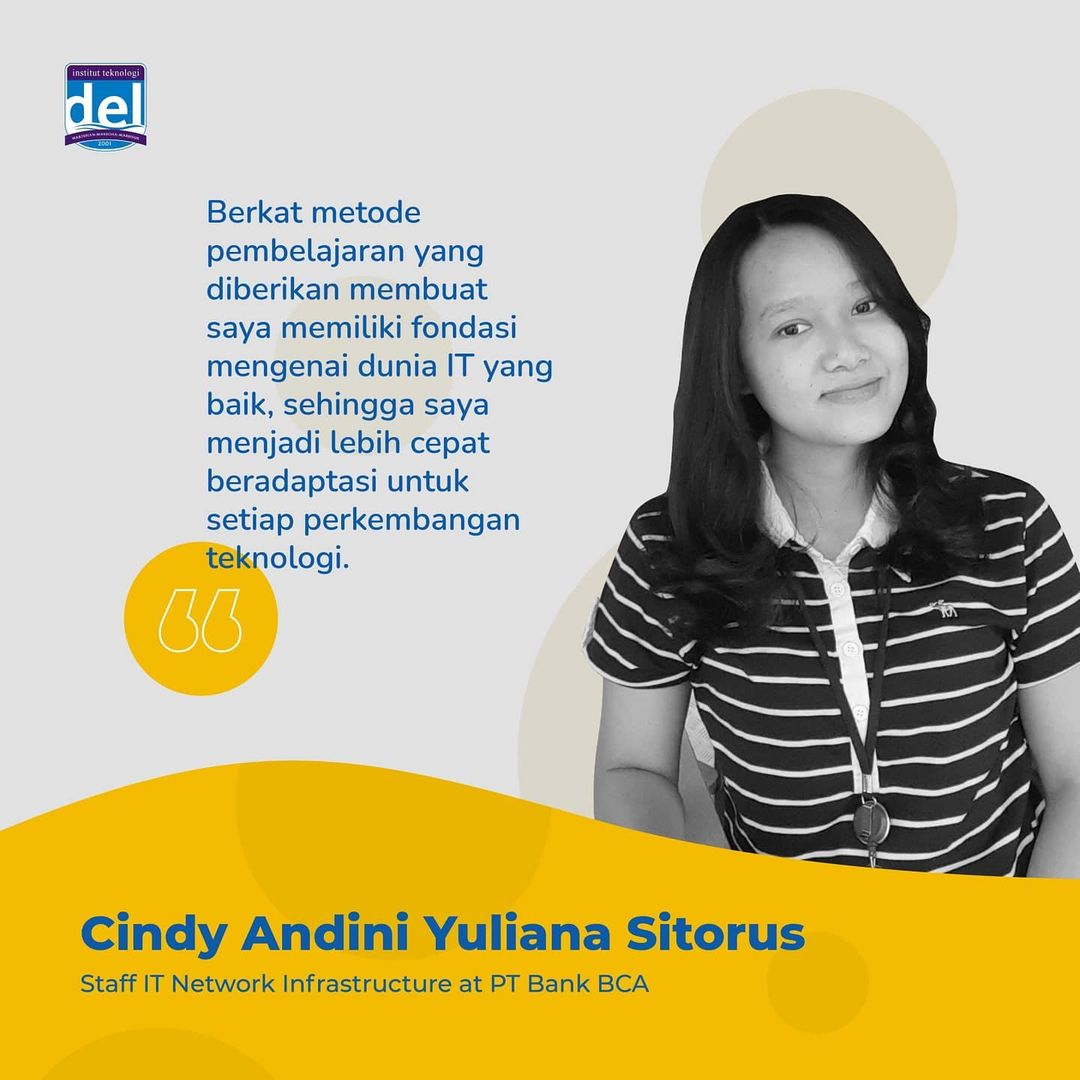 institut teknologi
del
MARTUHAN-MARROHA-MARBISUK
2001
Berkat metode
pembelajaran yang
diberikan membuat
saya memiliki fondasi
mengenai dunia IT yang
baik, sehingga saya
menjadi lebih cepat
beradaptasi untuk
setiap perkembangan
teknologi.
Cindy Andini Yuliana Sitorus
Staff IT Network Infrastructure at PT Bank BCA